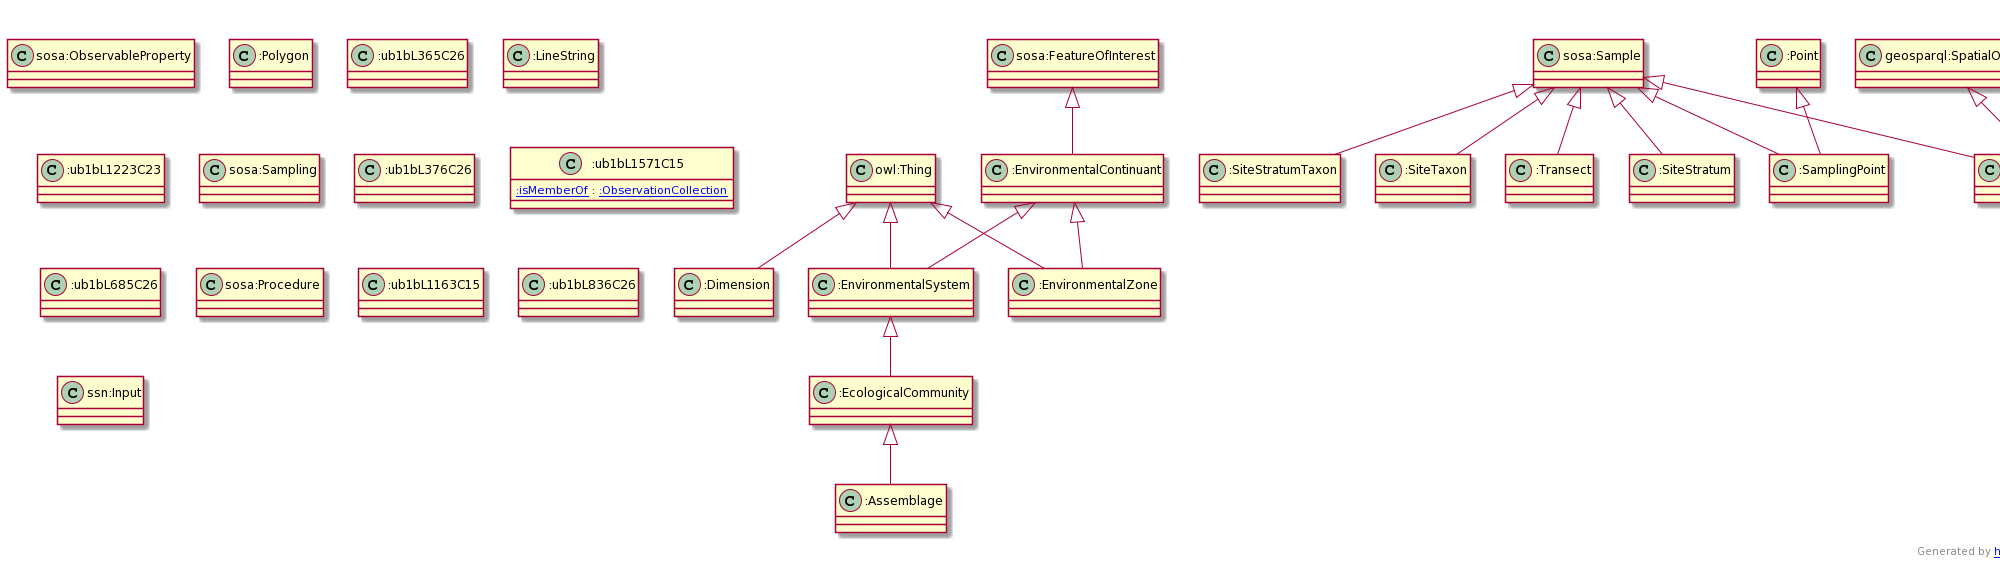 C sosa:ObservableProperty
C :Polygon
C :ub1bL365C26
C :LineString
C sosa:FeatureOfInterest
C sosa:Sample
C :Point
C geosparql:SpatialO
C :ub1bL1223C23
C sosa:Sampling
C :ub1bL376C26
C :ub1bL1571C15
:isMemberOf : :ObservationCollection
C owl:Thing
C :EnvironmentalContinuant
C :SiteStratumTaxon
C :SiteTaxon
C :Transect
C :SiteStratum
C :SamplingPoint
C
C :ub1bL685C26
C sosa:Procedure
C :ub1bL1163C15
C :ub1bL836C26
C :Dimension
C :EnvironmentalSystem
C :EnvironmentalZone
C ssn:Input
C :EcologicalCommunity
C :Assemblage
Generated by h